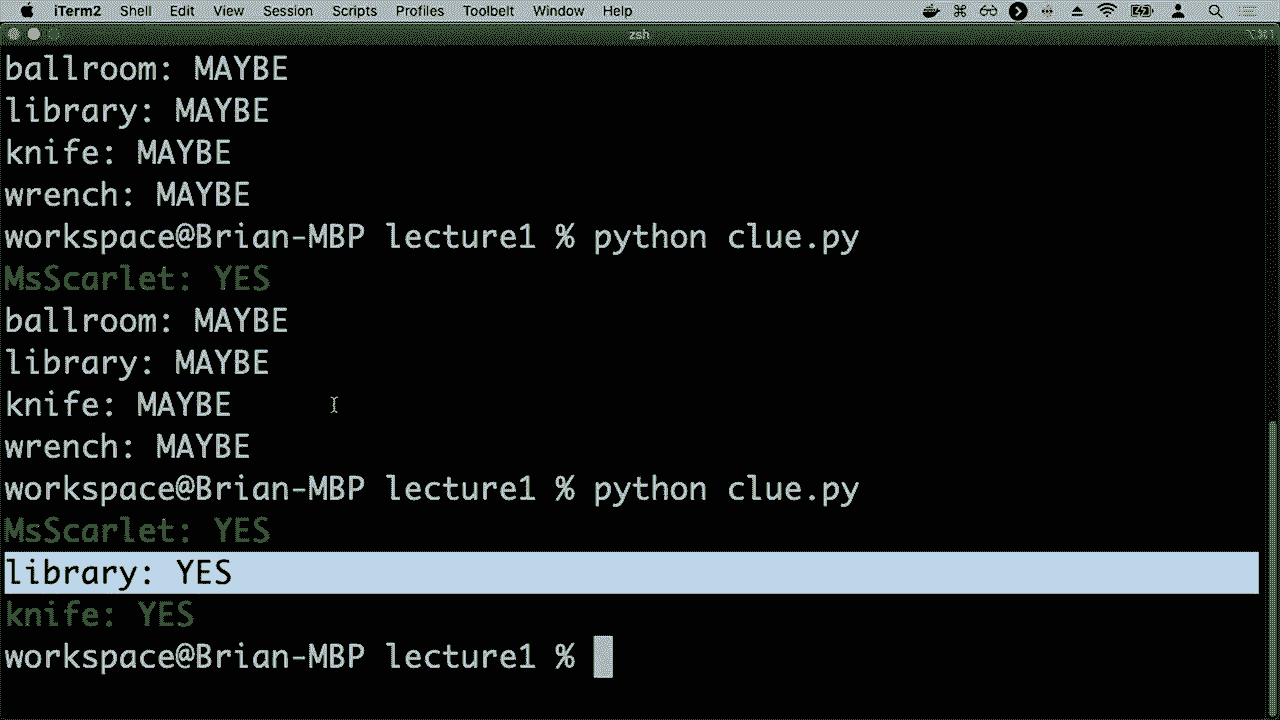 iTerm2 Shell Edit View Session Scripts Profiles Toolbelt Window Help
zsh
ballroom: MAYBE
library: MAYBE
knife: MAYBE
wrench: MAYBE
workspace@Brian-MBP lecture1 % python clue.py
MsScarlet: YES
ballroom: MAYBE
library: MAYBE
knife: MAYBE
wrench: MAYBE
workspace@Brian-MBP lecture1 % python clue.py
MsScarlet: YES
library: YES
knife: YES
workspace@Brian-MBP lecture1 %